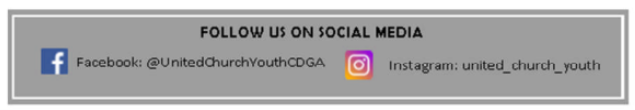 FOLLOW US ON SOCIAL MEDIA
Facebook: @UnitedChurchYouthCDGA Instagram: united_church_youth